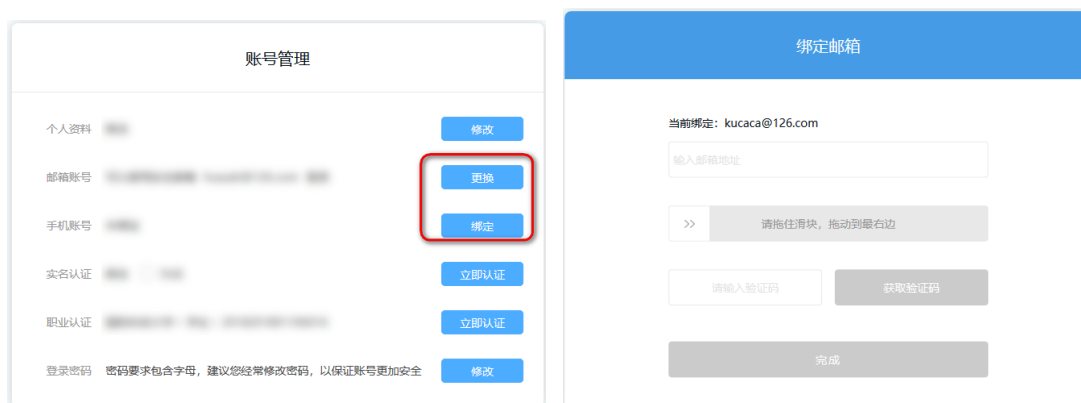 账号管理
个人资料 修改
邮箱账号 更换
手机账号 绑定
实名认证 立即认证
职业认证 立即认证
登录密码 密码要求包含字母，建议您经常修改密码，以保证账号更加安全 修改
绑定邮箱
当前绑定：kucaca@126.com
输入邮箱地址
>> 请拖住滑块，拖动到最右边
请输入验证码 获取验证码
完成